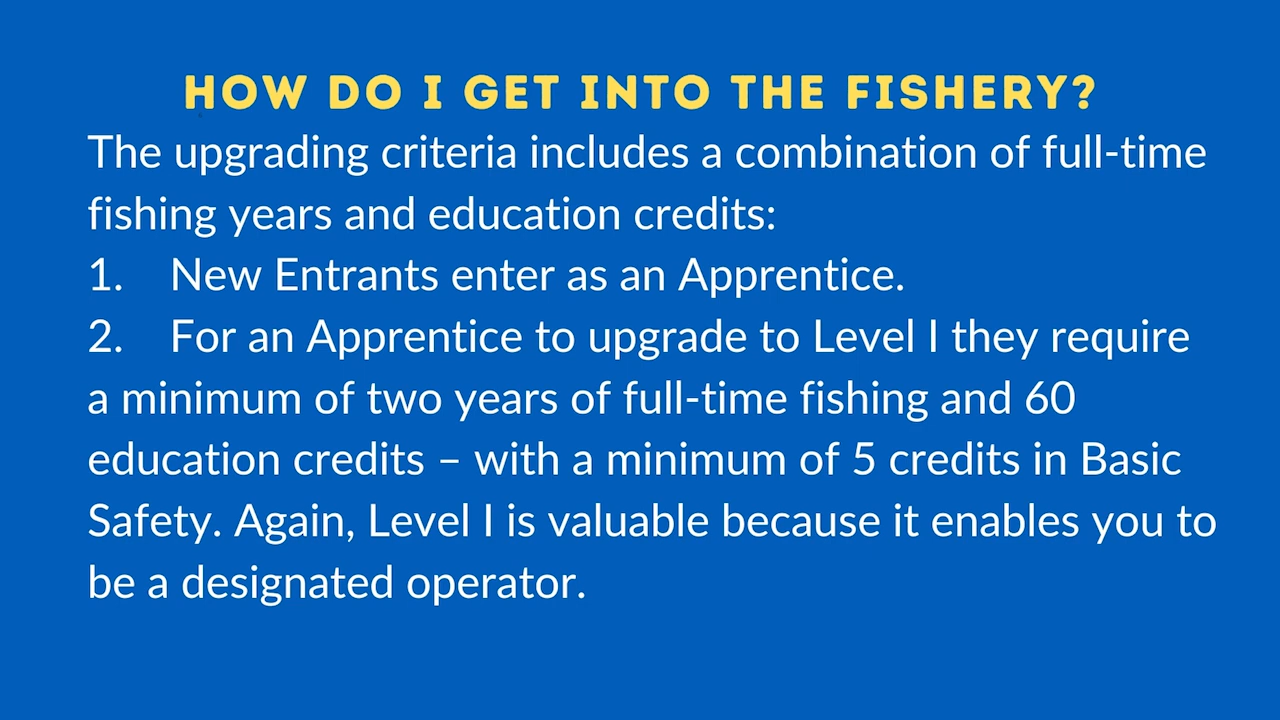 HOW DO I GET INTO THE FISHERY?
The upgrading criteria includes a combination of full-time
fishing years and education credits:
1. New Entrants enter as an Apprentice.
2. For an Apprentice to upgrade to Level I they require
a minimum of two years of full-time fishing and 60
education credits – with a minimum of 5 credits in Basic
Safety. Again, Level I is valuable because it enables you to
be a designated operator.